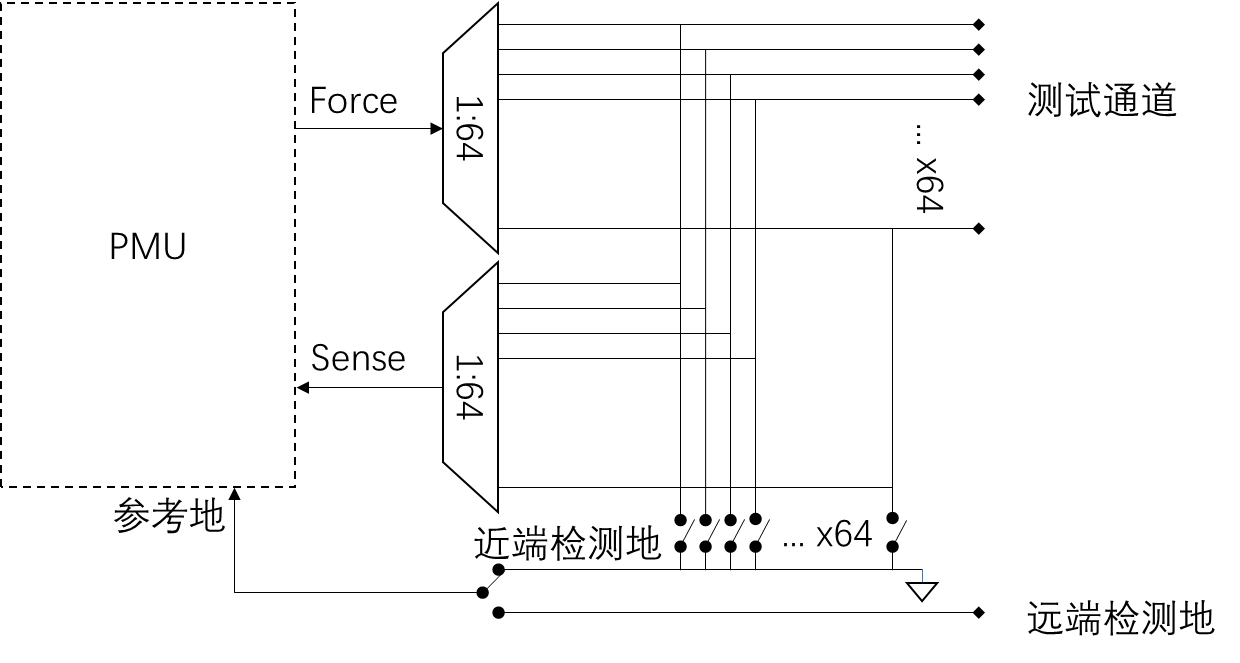 Force
1:64
测试通道
... x64
PMU
Sense
1:64
参考地
近端检测地
... x64
远端检测地